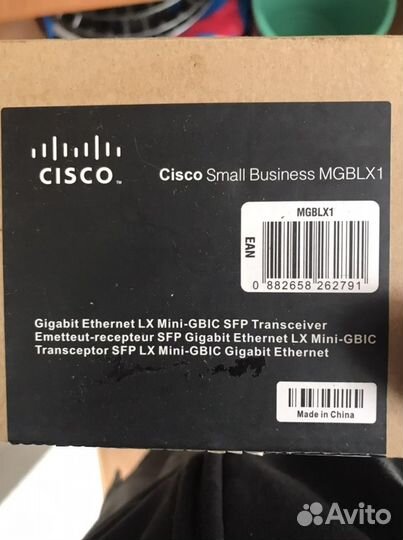 CISCO™
Cisco Small Business MGBLX1
MGBLX1
EAN
0 882658 262791
Gigabit Ethernet LX Mini-GBIC SFP Transceiver
Emetteut-recepteur SFP Gigabit Ethernet LX Mini-GBIC
Transceptor SFP LX Mini-GBIC Gigabit Ethernet
Made in China
Avito